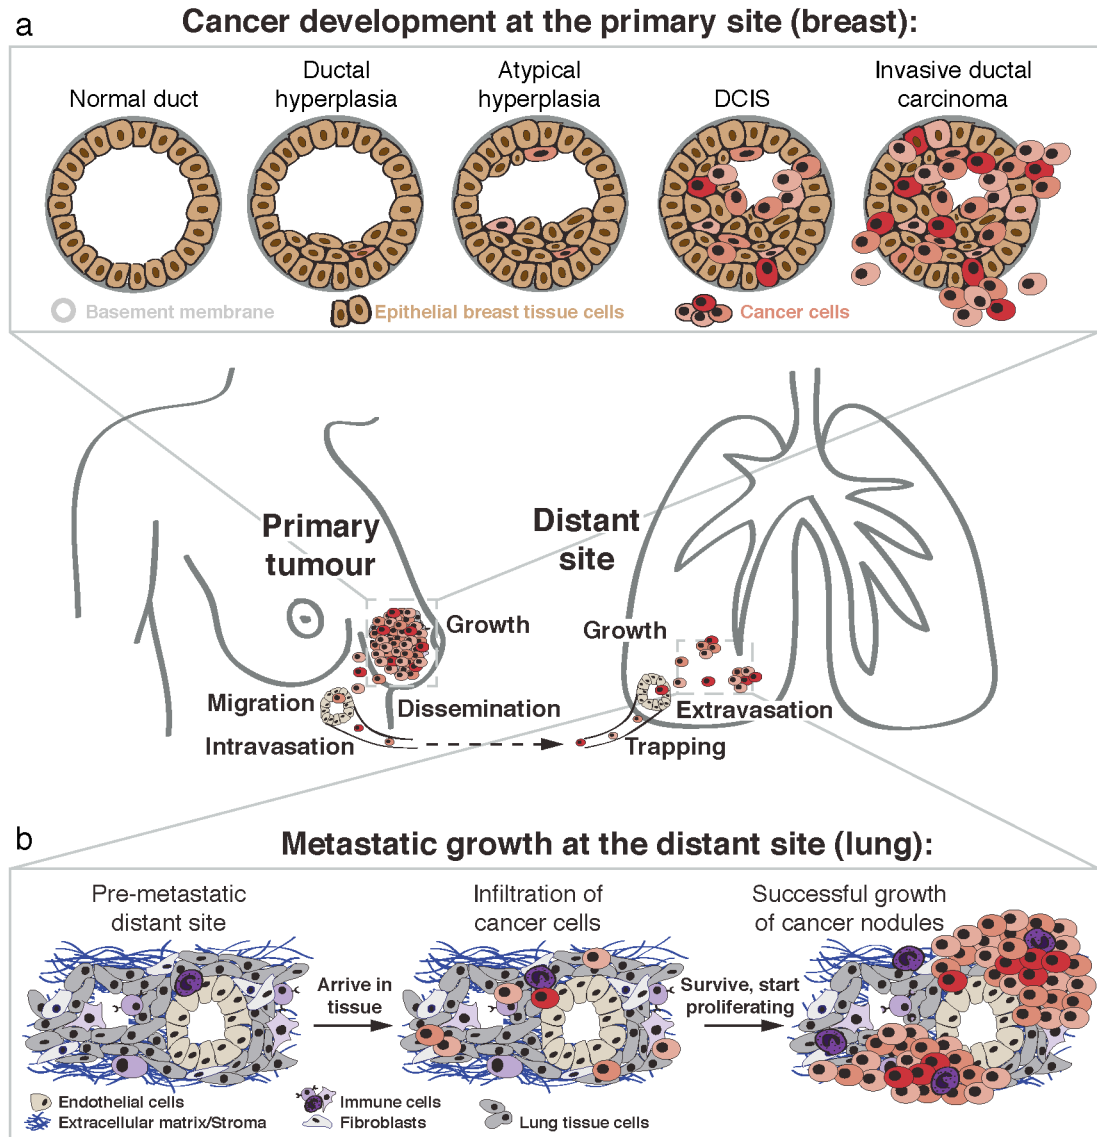 a
Cancer development at the primary site (breast):
Normal duct
Ductal
hyperplasia
Atypical
hyperplasia
DCIS
Invasive ductal
carcinoma
Basement membrane
Epithelial breast tissue cells
Cancer cells
Primary
tumour
Distant
site
Growth
Growth
Migration
Dissemination
Extravasation
Intravasation
Trapping
b
Metastatic growth at the distant site (lung):
Pre-metastatic
distant site
Infiltration of
cancer cells
Successful growth
of cancer nodules
Arrive in
tissue
Survive, start
proliferating
Endothelial cells
Immune cells
Extracellular matrix/Stroma
Fibroblasts
Lung tissue cells